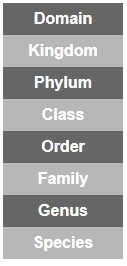 Domain
Kingdom
Phylum
Class
Order
Family
Genus
Species